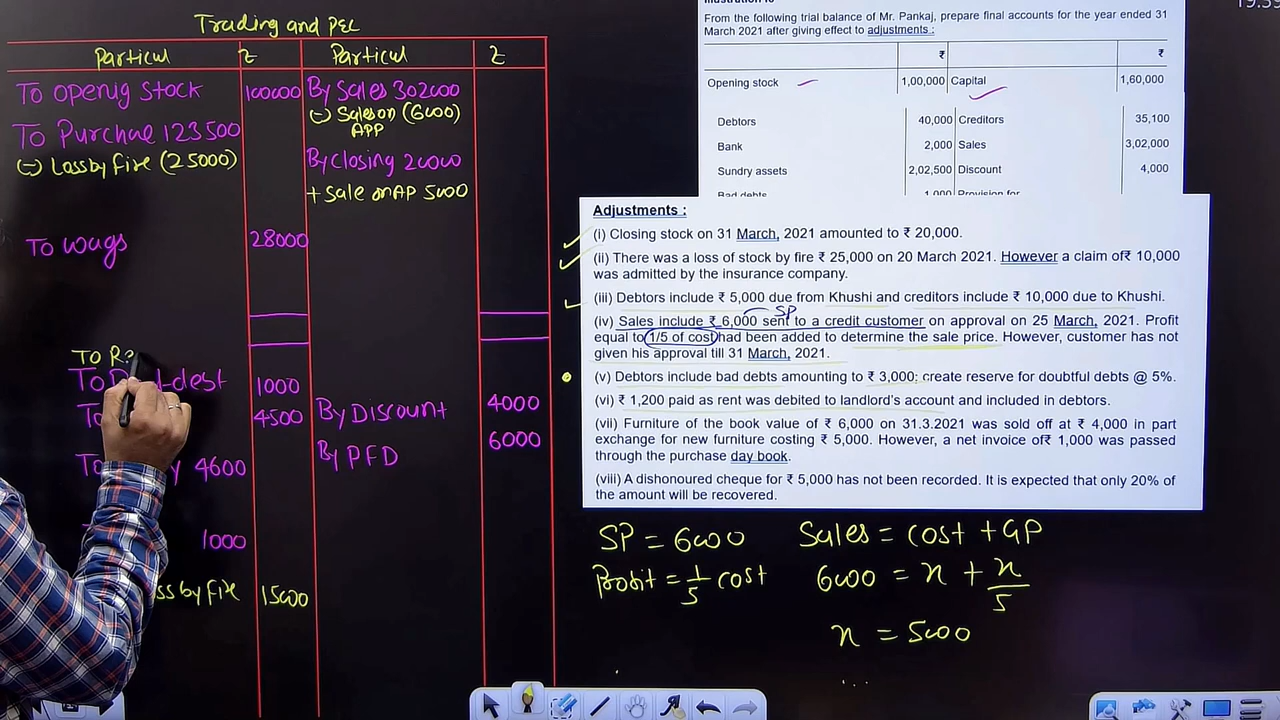 Trading and P&L
Particul ₹ Particul ₹
To openig stock 100000 By Sales 302000
(-) Sales on (6000)
APP
To Purchae 123500
(-) Loss by fire (25000)
By closing 20000
+ Sale on AP 5000
To wags 28000
To R
To debt 1000
To 4500 By Discount 4000
To y 4600 By PFD 6000
1000
ss by fire 15000
19:39
From the following trial balance of Mr. Pankaj, prepare final accounts for the year ended 31
March 2021 after giving effect to adjustments :
₹ ₹
Opening stock 1,00,000 Capital 1,60,000
Debtors 40,000 Creditors 35,100
Bank 2,000 Sales 3,02,000
Sundry assets 2,02,500 Discount 4,000
Bad debts 1,000 Provision for
Adjustments :
(i) Closing stock on 31 March, 2021 amounted to ₹ 20,000.
(ii) There was a loss of stock by fire ₹ 25,000 on 20 March 2021. However a claim of₹ 10,000
was admitted by the insurance company.
(iii) Debtors include ₹ 5,000 due from Khushi and creditors include ₹ 10,000 due to Khushi.
SP
(iv) Sales include ₹ 6,000 sent to a credit customer on approval on 25 March, 2021. Profit
equal to 1/5 of cost had been added to determine the sale price. However, customer has not
given his approval till 31 March, 2021.
(v) Debtors include bad debts amounting to ₹ 3,000; create reserve for doubtful debts @ 5%.
(vi) ₹ 1,200 paid as rent was debited to landlord's account and included in debtors.
(vii) Furniture of the book value of ₹ 6,000 on 31.3.2021 was sold off at ₹ 4,000 in part
exchange for new furniture costing ₹ 5,000. However, a net invoice of₹ 1,000 was passed
through the purchase day book.
(viii) A dishonoured cheque for ₹ 5,000 has not been recorded. It is expected that only 20% of
the amount will be recovered.
SP = 6000 Sales = Cost + GP
Profit = 1/5 cost 6000 = x + x/5
x = 5000